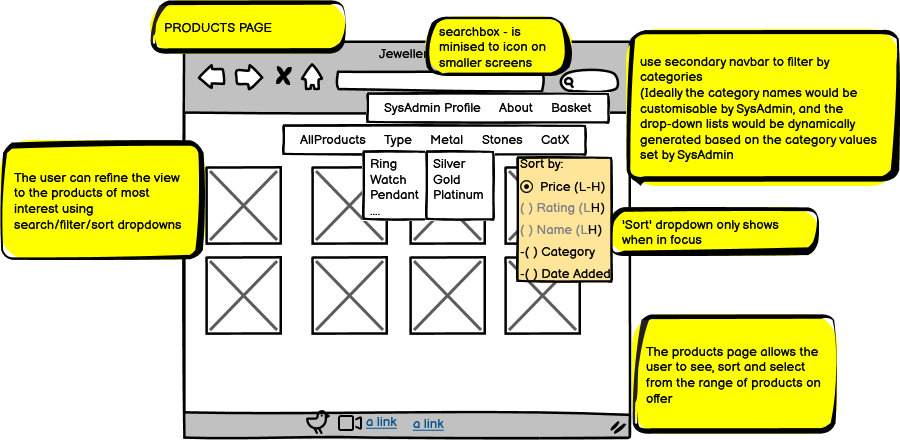 PRODUCTS PAGE
searchbox - is
minised to icon on
smaller screens
use secondary navbar to filter by
categories
(Ideally the category names would be
customisable by SysAdmin, and the
drop-down lists would be dynamically
generated based on the category values
set by SysAdmin
SysAdmin Profile About Basket
AllProducts Type Metal Stones CatX
Ring
Watch
Pendant
....
Silver
Gold
Platinum
Sort by:
Price (L-H)
( ) Rating (LH)
( ) Name (LH)
-( ) Category
-( ) Date Added
The user can refine the view
to the products of most
interest using
search/filter/sort dropdowns
'Sort' dropdown only shows
when in focus
The products page allows the
user to see, sort and select
from the range of products on
offer
a link a link